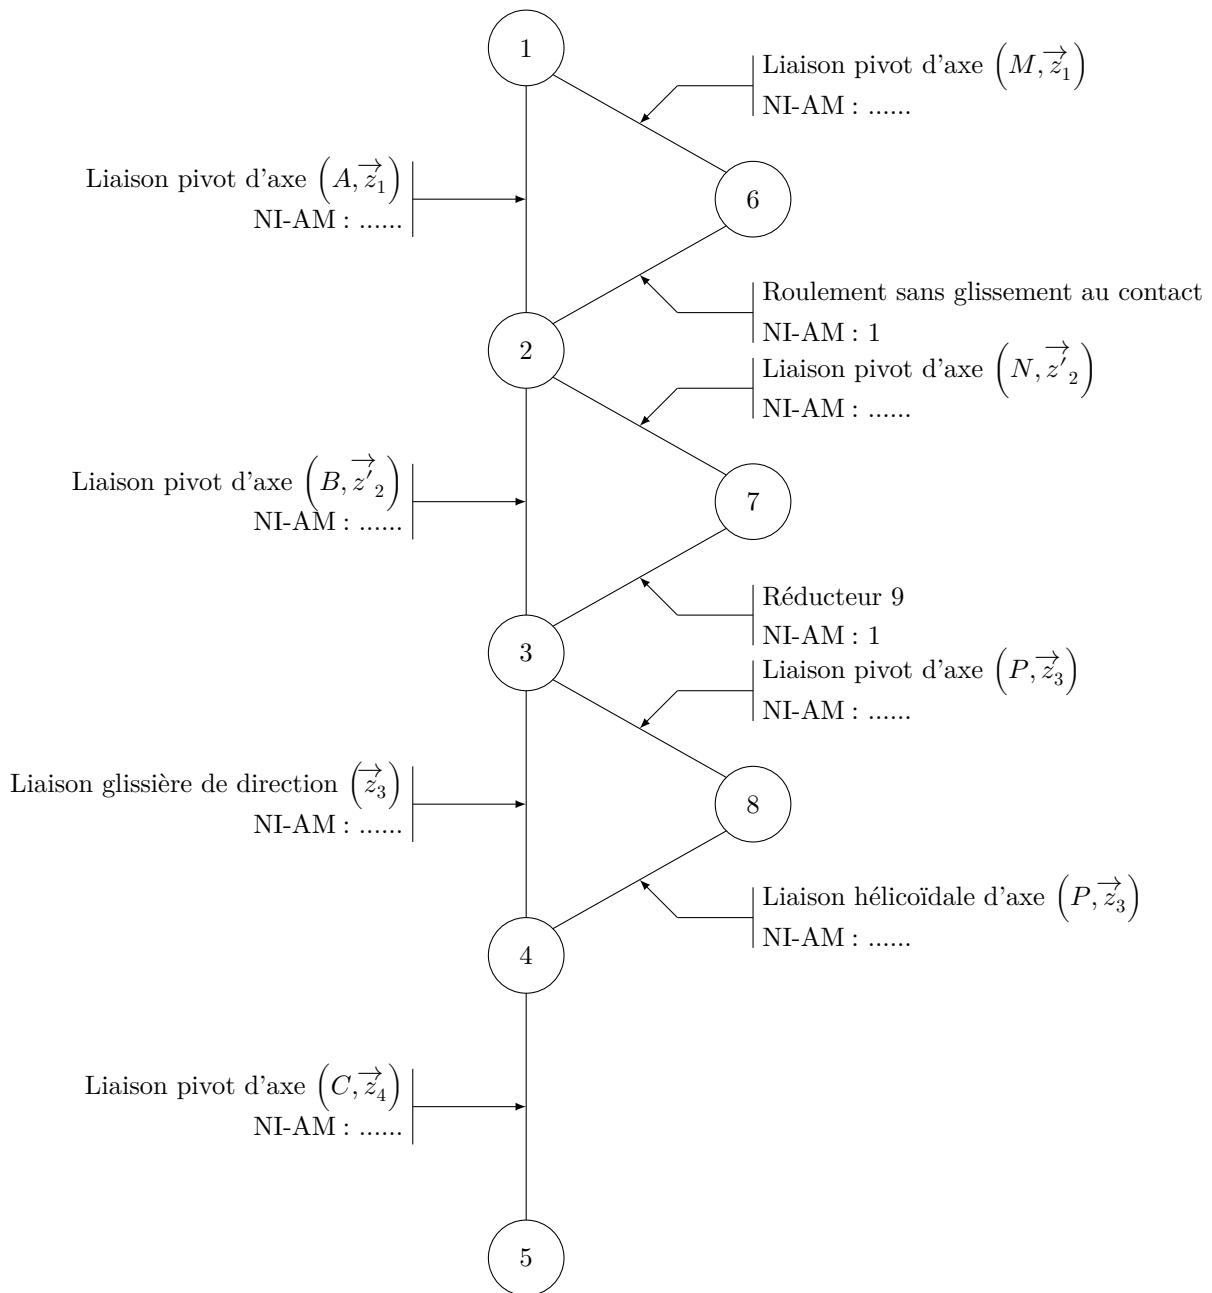 1
Liaison pivot d'axe (M, z⃗₁)
NI-AM : ......
Liaison pivot d'axe (A, z⃗₁)
NI-AM : ......
6
Roulement sans glissement au contact
NI-AM : 1
2
Liaison pivot d'axe (N, z⃗'₂)
NI-AM : ......
Liaison pivot d'axe (B, z⃗'₂)
NI-AM : ......
7
Réducteur 9
NI-AM : 1
3
Liaison pivot d'axe (P, z⃗₃)
NI-AM : ......
Liaison glissière de direction (z⃗₃)
NI-AM : ......
8
Liaison hélicoïdale d'axe (P, z⃗₃)
NI-AM : ......
4
Liaison pivot d'axe (C, z⃗₄)
NI-AM : ......
5